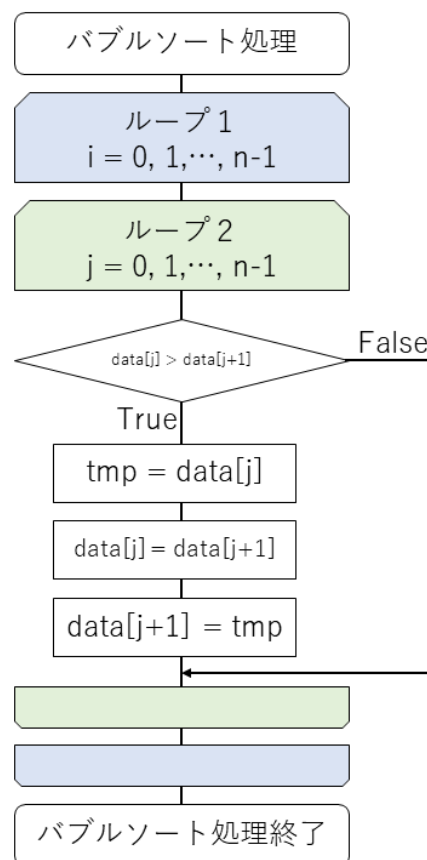 バブルソート処理
ループ1
i = 0, 1,⋯, n-1
ループ2
j = 0, 1,⋯, n-1
data[j] > data[j+1]
False
True
tmp = data[j]
data[j] = data[j+1]
data[j+1] = tmp
バブルソート処理終了